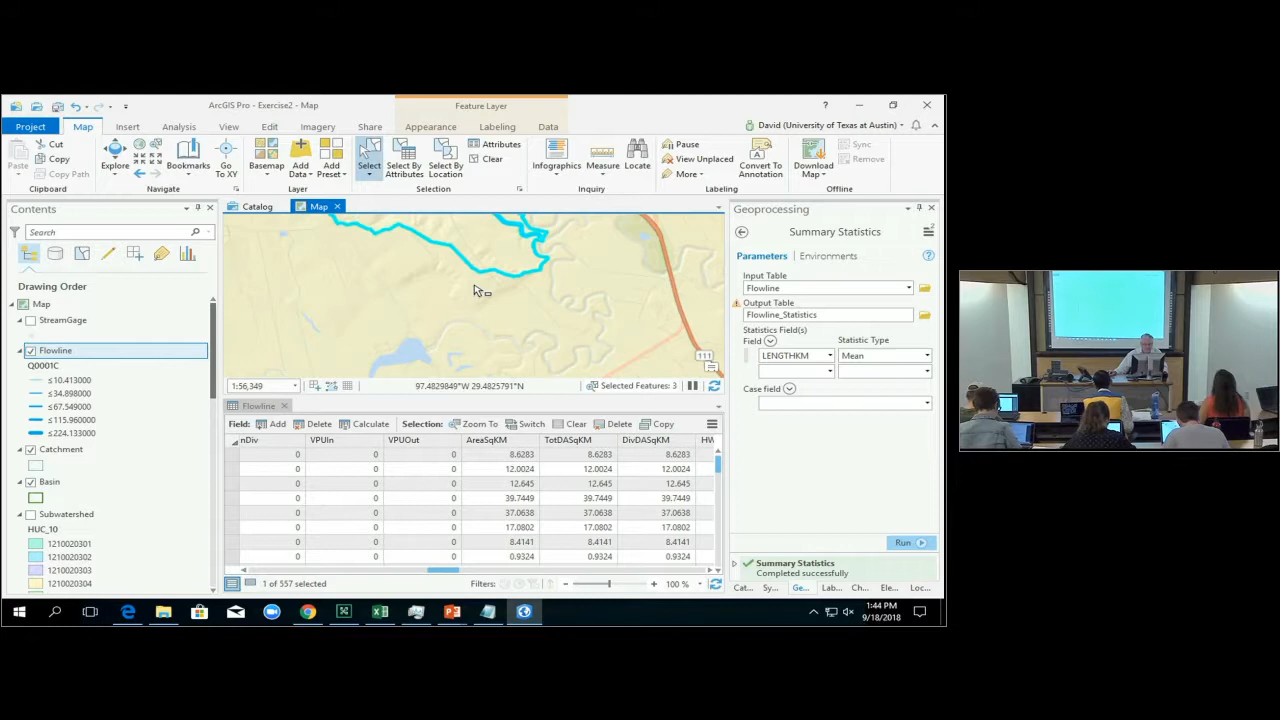 ArcGIS Pro - Exercise2 - Map
Feature Layer
?
Project
Map
Insert
Analysis
View
Edit
Imagery
Share
Appearance
Labeling
Data
David (University of Texas at Austin)
Paste
Cut
Copy
Copy Path
Clipboard
Explore
Bookmarks
Go To XY
Navigate
Basemap
Add Data
Add Preset
Layer
Select
Select By Attributes
Select By Location
Attributes
Clear
Selection
Infographics
Measure
Locate
Inquiry
Pause
View Unplaced
More
Convert To Annotation
Labeling
Download Map
Sync
Remove
Offline
Contents
Search
Drawing Order
Map
StreamGage
Flowline
Q0001C
≤10.413000
≤34.898000
≤67.549000
≤115.960000
≤224.133000
Catchment
Basin
Subwatershed
HUC_10
1210020301
1210020302
1210020303
1210020304
Catalog
Map
111
1:56,349
97.4829849°W 29.4825791°N
Selected Features: 3
Flowline
Field: Add Delete Calculate Selection: Zoom To Switch Clear Delete Copy
nDiv VPUIn VPUOut AreaSqKM TotDASqKM DivDASqKM HW
0 0 0 8.6283 8.6283 8.6283
0 0 0 12.0024 12.0024 12.0024
0 0 0 12.645 12.645 12.645
0 0 0 39.7449 39.7449 39.7449
0 0 0 37.0638 37.0638 37.0638
0 0 0 17.0802 17.0802 17.0802
0 0 0 8.4141 8.4141 8.4141
0 0 0 0.9324 0.9324 0.9324
1 of 557 selected
Filters:
100 %
Geoprocessing
Summary Statistics
Parameters Environments
Input Table
Flowline
Output Table
Flowline_Statistics
Statistics Field(s)
Field Statistic Type
LENGTHKM Mean
Case field
Run
Summary Statistics
Completed successfully
Cat... Sy... Ge... Lab... Ch... Ele... Loc...
1:44 PM
9/18/2018